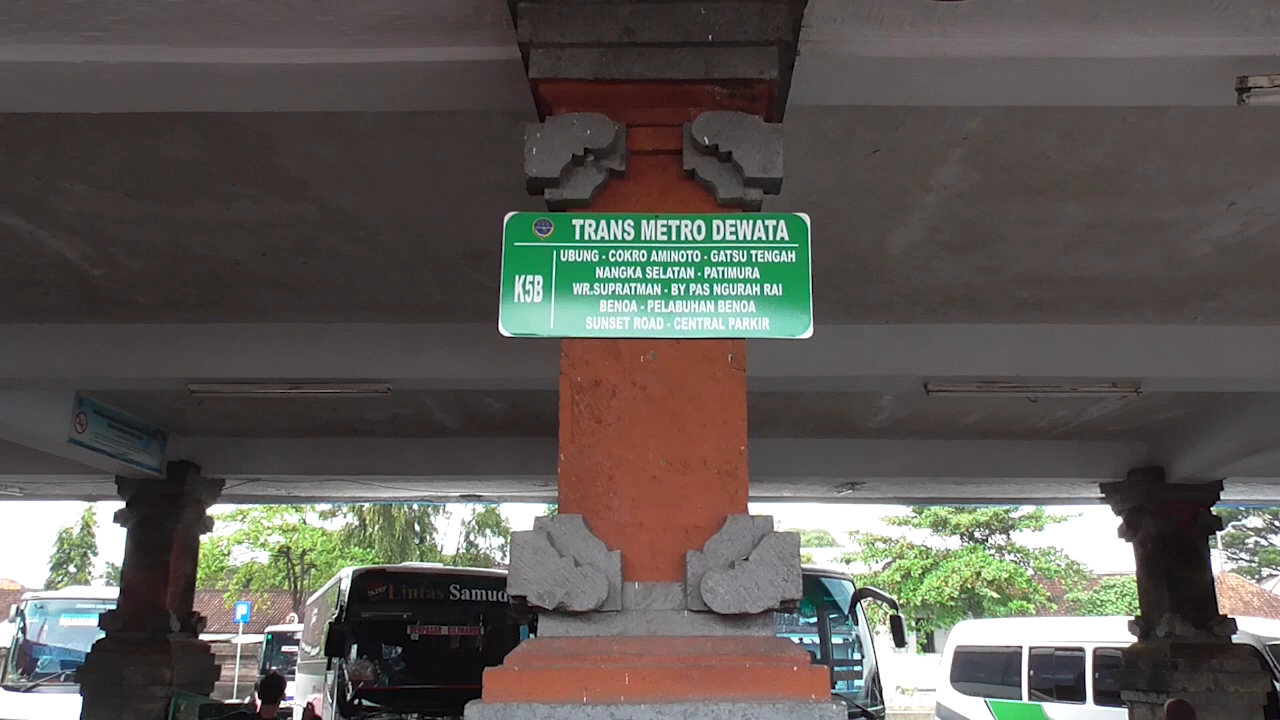 TRANS METRO DEWATA
K5B
UBUNG - COKRO AMINOTO - GATSU TENGAH
NANGKA SELATAN - PATIMURA
WR.SUPRATMAN - BY PAS NGURAH RAI
BENOA - PELABUHAN BENOA
SUNSET ROAD - CENTRAL PARKIR
Lintas Samud